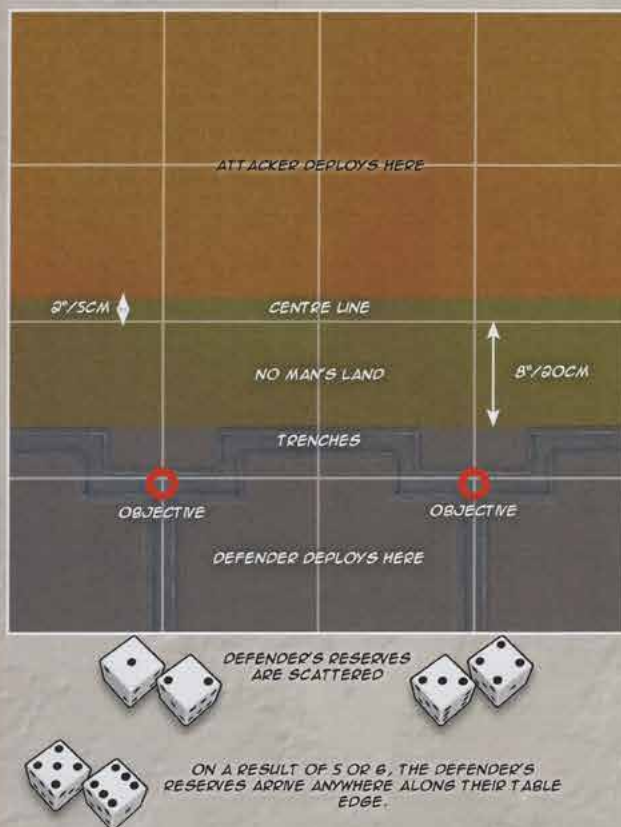 ATTACKER DEPLOYS HERE
2"/5CM
CENTRE LINE
NO MAN'S LAND
8"/20CM
TRENCHES
OBJECTIVE
OBJECTIVE
DEFENDER DEPLOYS HERE
DEFENDER'S RESERVES
ARE SCATTERED
ON A RESULT OF 5 OR 6, THE DEFENDER'S
RESERVES ARRIVE ANYWHERE ALONG THEIR TABLE
EDGE.